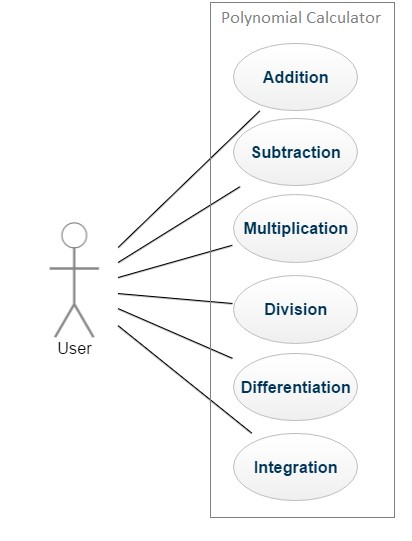 Polynomial Calculator
Addition
Subtraction
Multiplication
Division
Differentiation
Integration
User